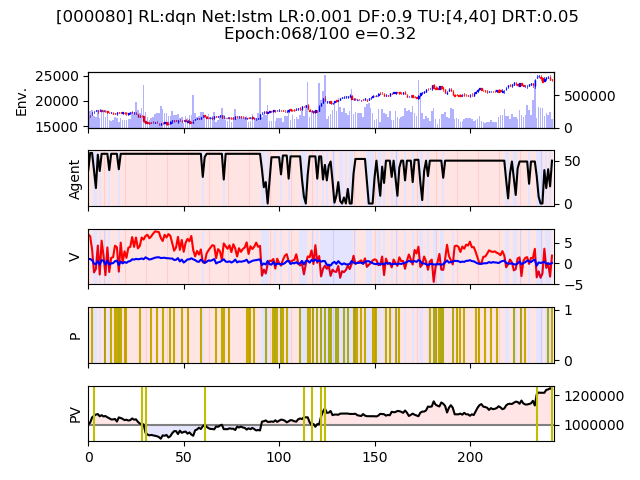 [000080] RL:dqn Net:lstm LR:0.001 DF:0.9 TU:[4,40] DRT:0.05
Epoch:068/100 e=0.32
Env.
25000
20000
15000
500000
0
Agent
50
0
V
5
0
−5
P
1
0
PV
1200000
1000000
0
50
100
150
200